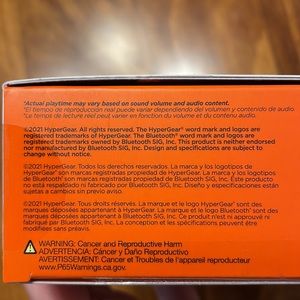 *Actual playtime may vary based on sound volume and audio content.
*El tiempo de reproducción real puede variar dependiendo del volumen y contenido de audio.
*Le temps de lecture réel peut varier en fonction du volume et du contenu audio.
©2021 HyperGear. All rights reserved. The HyperGear® word mark and logos are
registered trademarks of HyperGear. The Bluetooth® word mark and logos are
registered trademarks owned by Bluetooth SIG, Inc. This product is neither endorsed
nor manufactured by Bluetooth SIG, Inc. Design and specifications are subject to
change without notice.
©2021 HyperGear. Todos los derechos reservados. La marca y los logotipos
de HyperGear® son marcas registradas propiedad de HyperGear. La marca y los logotipos
de Bluetooth® son marcas registradas propiedad de Bluetooth SIG, Inc. Este producto
no está respaldado ni fabricado por Bluetooth SIG, Inc. Diseño y especificaciones están
sujetas a cambios sin previo aviso.
©2021 HyperGear. Tous droits réservés. La marque et le logo HyperGear® sont des
marques déposées appartenant à HyperGear. La marque et le logo Bluetooth® sont des
marques déposées appartenant à Bluetooth SIG, Inc. Ce produit n'est ni approuvé ni
fabriqué par Bluetooth SIG, Inc. La conception et les spécifications peuvent être
modifiées sans préavis.
WARNING: Cancer and Reproductive Harm
ADVERTENCIA: Cáncer y Daño Reproductivo
AVERTISSEMENT: Cancer et Troubles de l'appareil reproducteur
www.P65Warnings.ca.gov.